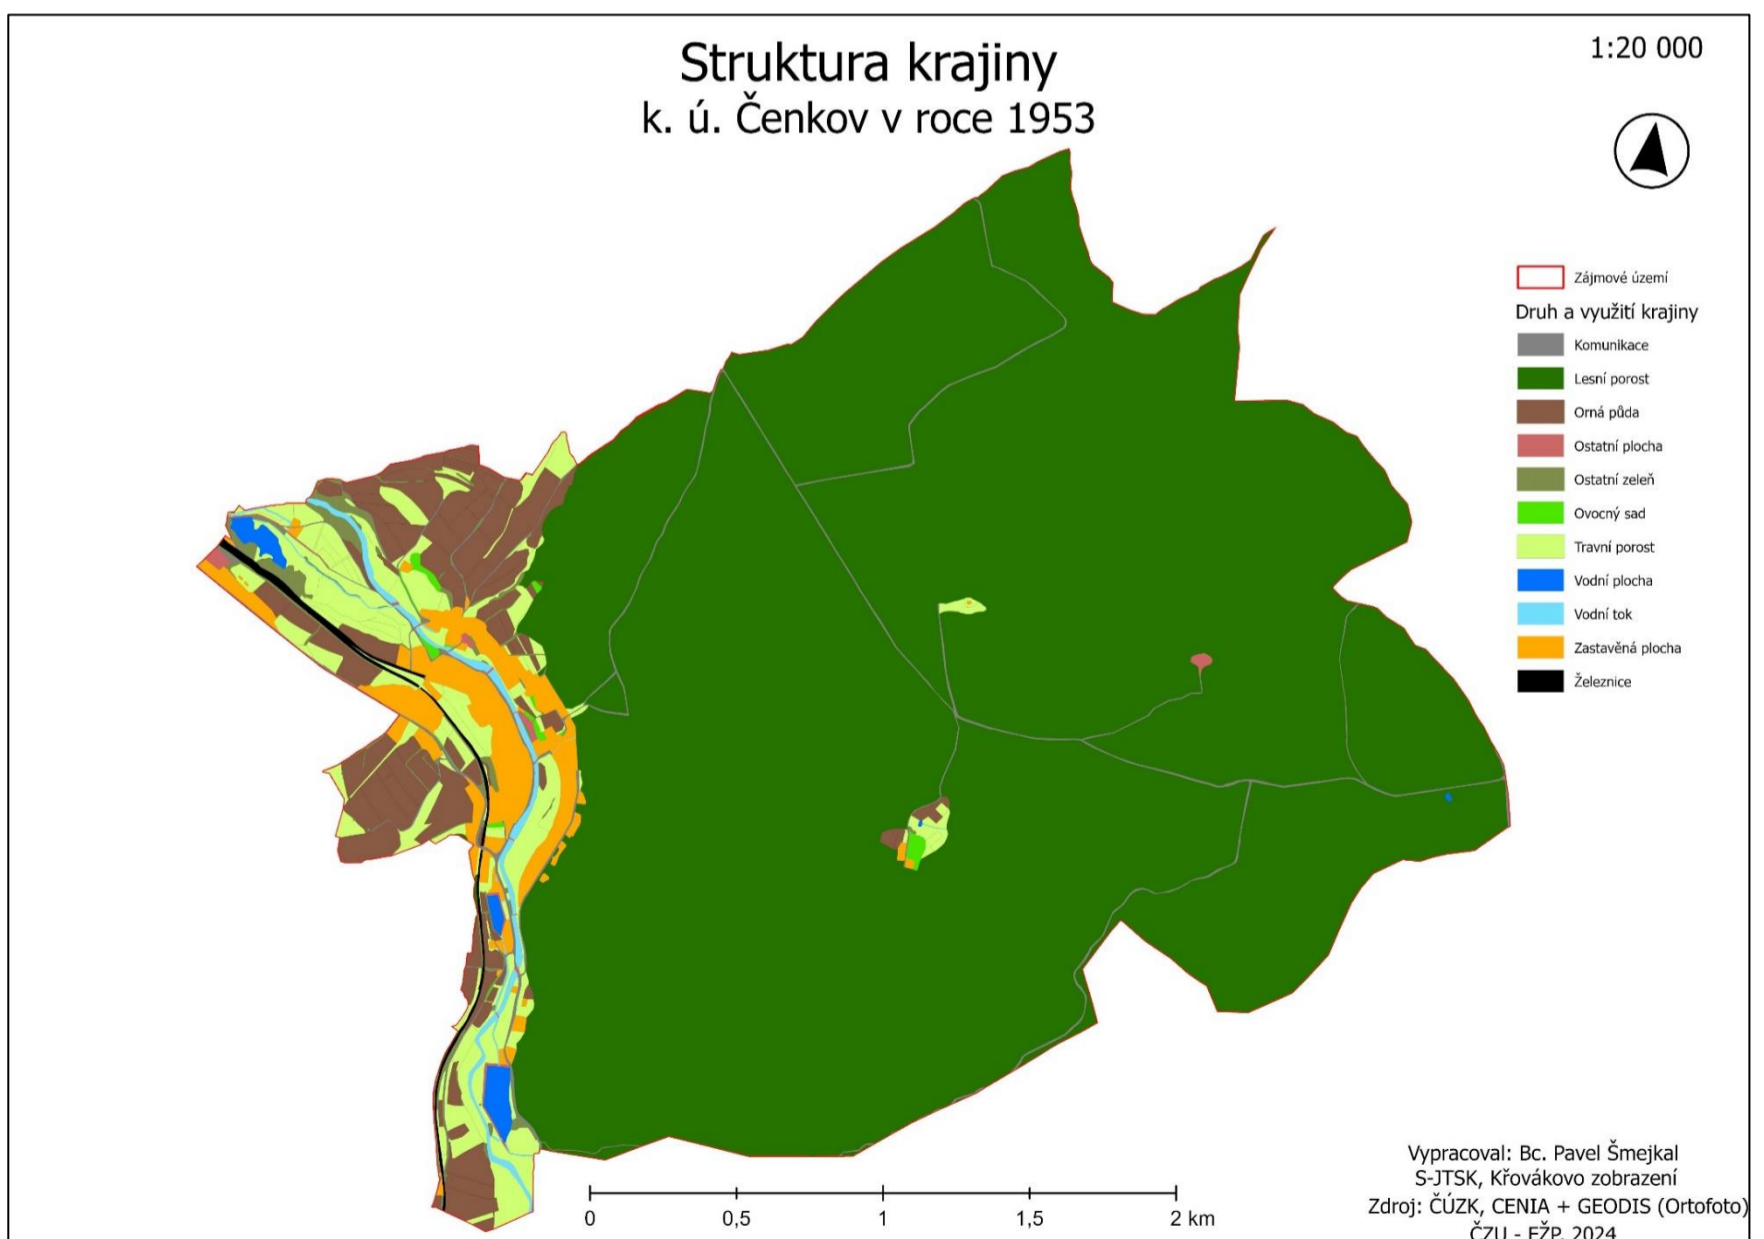 Struktura krajiny
k. ú. Čenkov v roce 1953
1:20 000
Zájmové území
Druh a využití krajiny
Komunikace
Lesní porost
Orná půda
Ostatní plocha
Ostatní zeleň
Ovocný sad
Travní porost
Vodní plocha
Vodní tok
Zastavěná plocha
Železnice
0 0,5 1 1,5 2 km
Vypracoval: Bc. Pavel Šmejkal
S-JTSK, Křovákovo zobrazení
Zdroj: ČÚZK, CENIA + GEODIS (Ortofoto)
ČZU - FŽP, 2024